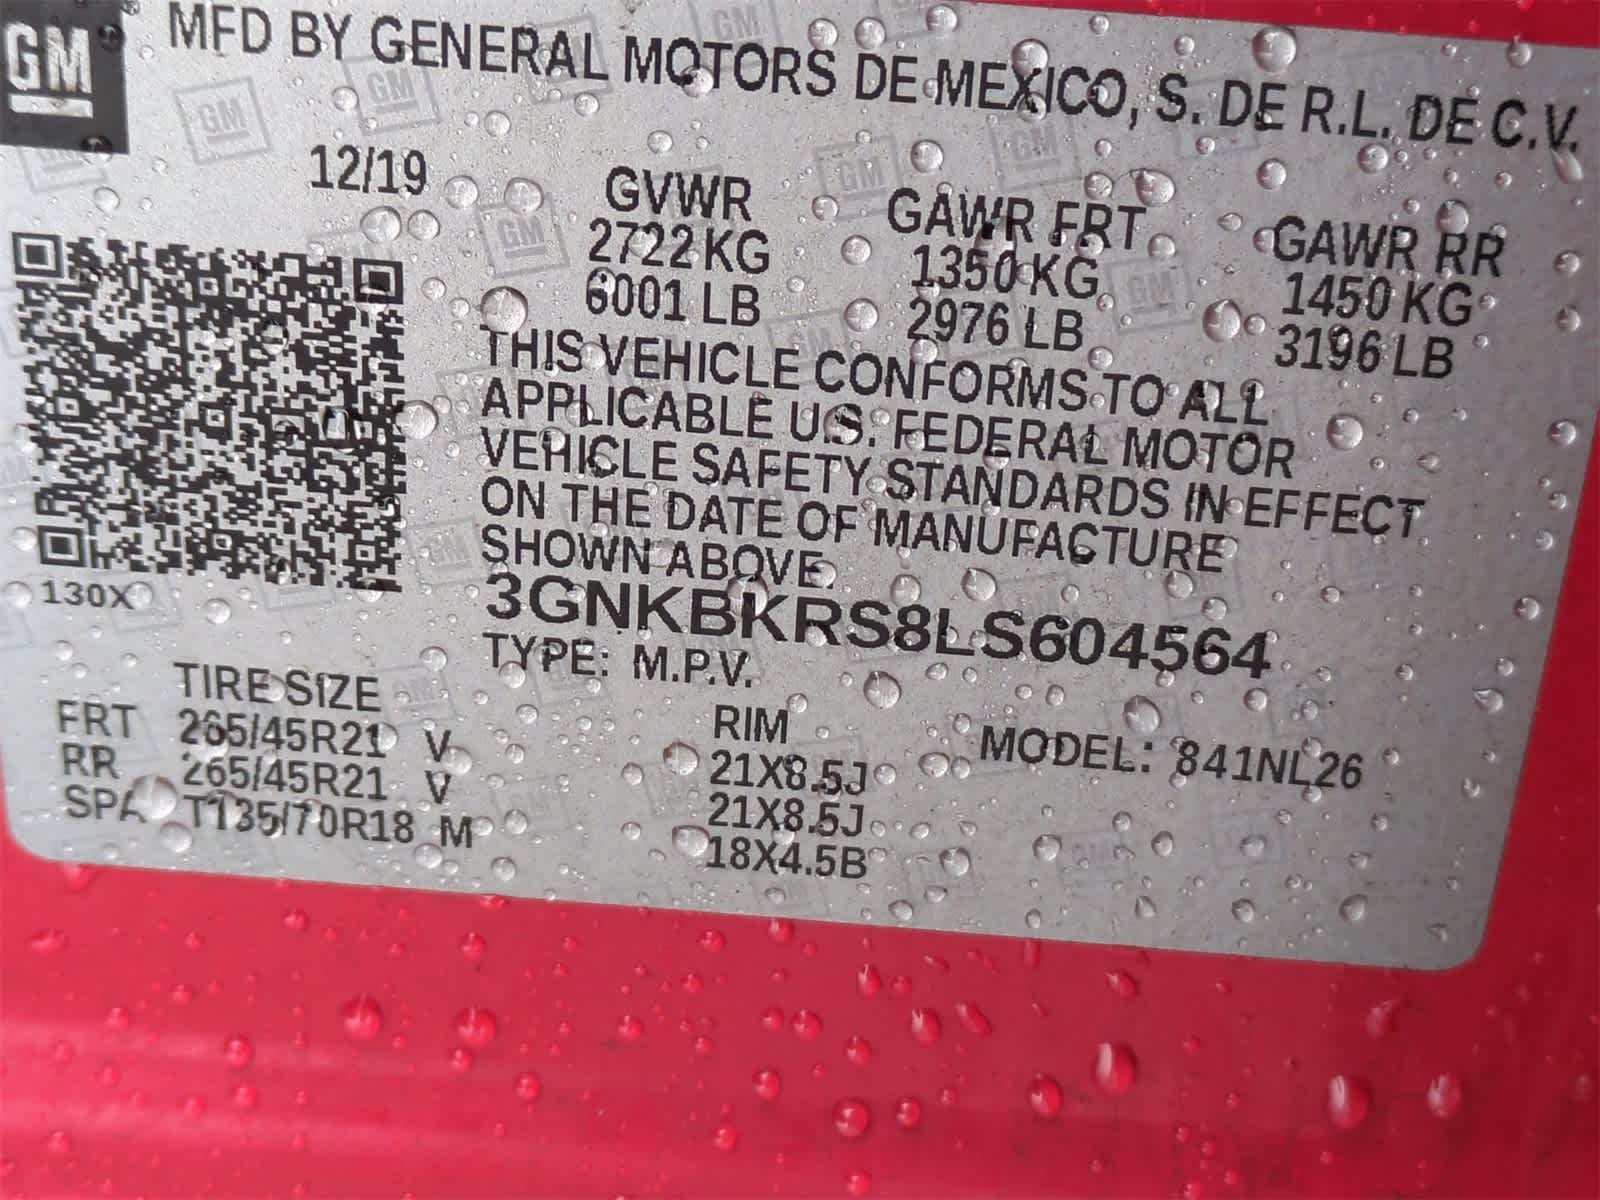 GM
MFD BY GENERAL MOTORS DE MEXICO, S. DE R.L. DE C.V.
12/19
GVWR GAWR FRT GAWR RR
2722 KG 1350 KG 1450 KG
6001 LB 2976 LB 3196 LB
THIS VEHICLE CONFORMS TO ALL
APPLICABLE U.S. FEDERAL MOTOR
VEHICLE SAFETY STANDARDS IN EFFECT
ON THE DATE OF MANUFACTURE
SHOWN ABOVE.
130X
3GNKBKRS8LS604564
TYPE: M.P.V.
TIRE SIZE RIM MODEL: 841NL26
FRT 265/45R21 V 21X8.5J
RR 265/45R21 V 21X8.5J
SPA T135/70R18 M 18X4.5B